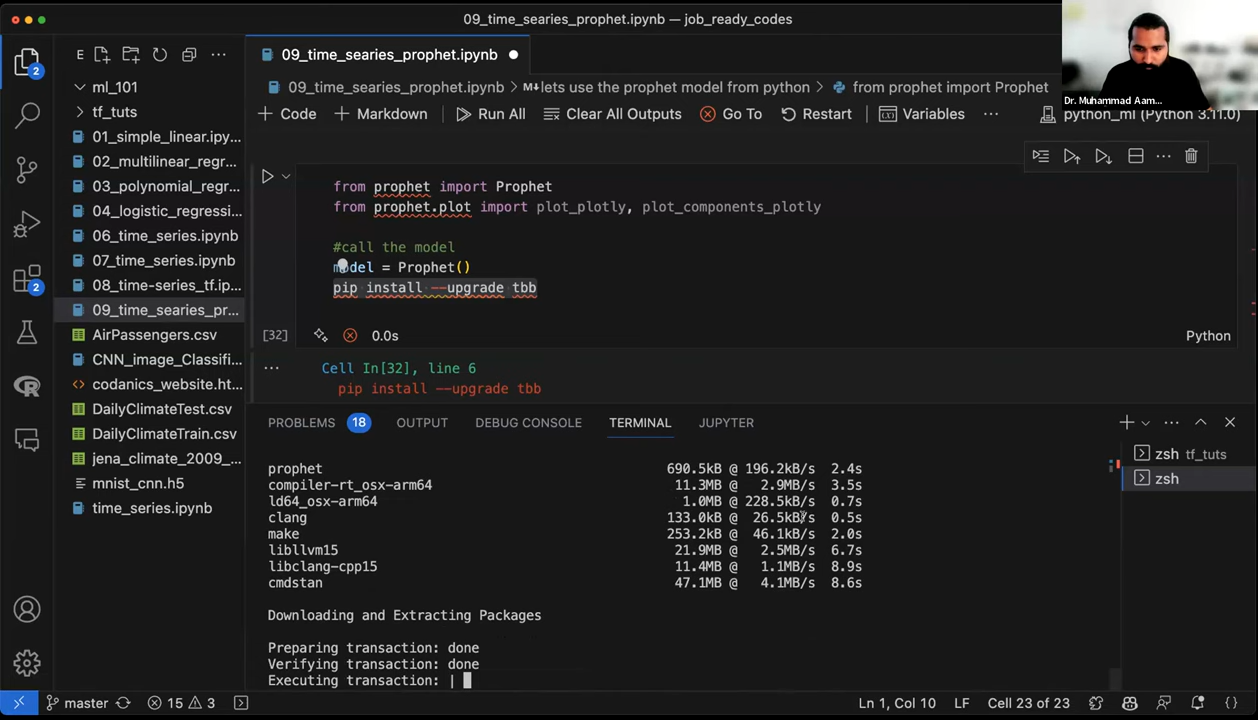 09_time_searies_prophet.ipynb — job_ready_codes
Dr. Muhammad Aam...
E
2
ml_101
tf_tuts
01_simple_linear.ipy...
02_multilinear_regr...
03_polynomial_regr...
04_logistic_regressi...
06_time_series.ipynb
07_time_series.ipynb
08_time-series_tf.ip...
2
09_time_searies_pr...
AirPassengers.csv
CNN_image_Classifi...
codanics_website.ht...
DailyClimateTest.csv
DailyClimateTrain.csv
jena_climate_2009_...
mnist_cnn.h5
time_series.ipynb
09_time_searies_prophet.ipynb
09_time_searies_prophet.ipynb > M↓lets use the prophet model from python > from prophet import Prophet
+ Code + Markdown Run All Clear All Outputs Go To Restart Variables ... python_ml (Python 3.11.0)
from prophet import Prophet
from prophet.plot import plot_plotly, plot_components_plotly
#call the model
model = Prophet()
pip install --upgrade tbb
[32] 0.0s Python
Cell In[32], line 6
pip install --upgrade tbb
PROBLEMS 18 OUTPUT DEBUG CONSOLE TERMINAL JUPYTER
zsh tf_tuts
zsh
prophet 690.5kB @ 196.2kB/s 2.4s
compiler-rt_osx-arm64 11.3MB @ 2.9MB/s 3.5s
ld64_osx-arm64 1.0MB @ 228.5kB/s 0.7s
clang 133.0kB @ 26.5kB/s 0.5s
make 253.2kB @ 46.1kB/s 2.0s
libllvm15 21.9MB @ 2.5MB/s 6.7s
libclang-cpp15 11.4MB @ 1.1MB/s 8.9s
cmdstan 47.1MB @ 4.1MB/s 8.6s
Downloading and Extracting Packages
Preparing transaction: done
Verifying transaction: done
Executing transaction: |
master 15 3 Ln 1, Col 10 LF Cell 23 of 23